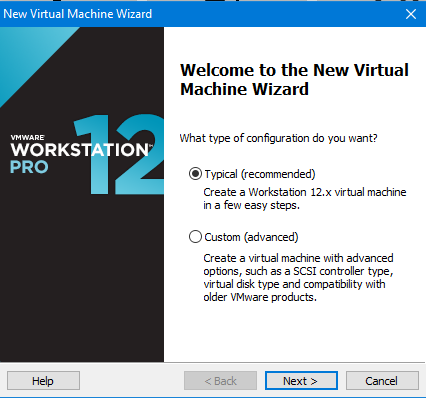 New Virtual Machine Wizard
VMWARE
WORKSTATION™
PRO
12
Welcome to the New Virtual
Machine Wizard
What type of configuration do you want?
Typical (recommended)
Create a Workstation 12.x virtual machine
in a few easy steps.
Custom (advanced)
Create a virtual machine with advanced
options, such as a SCSI controller type,
virtual disk type and compatibility with
older VMware products.
Help
< Back
Next >
Cancel